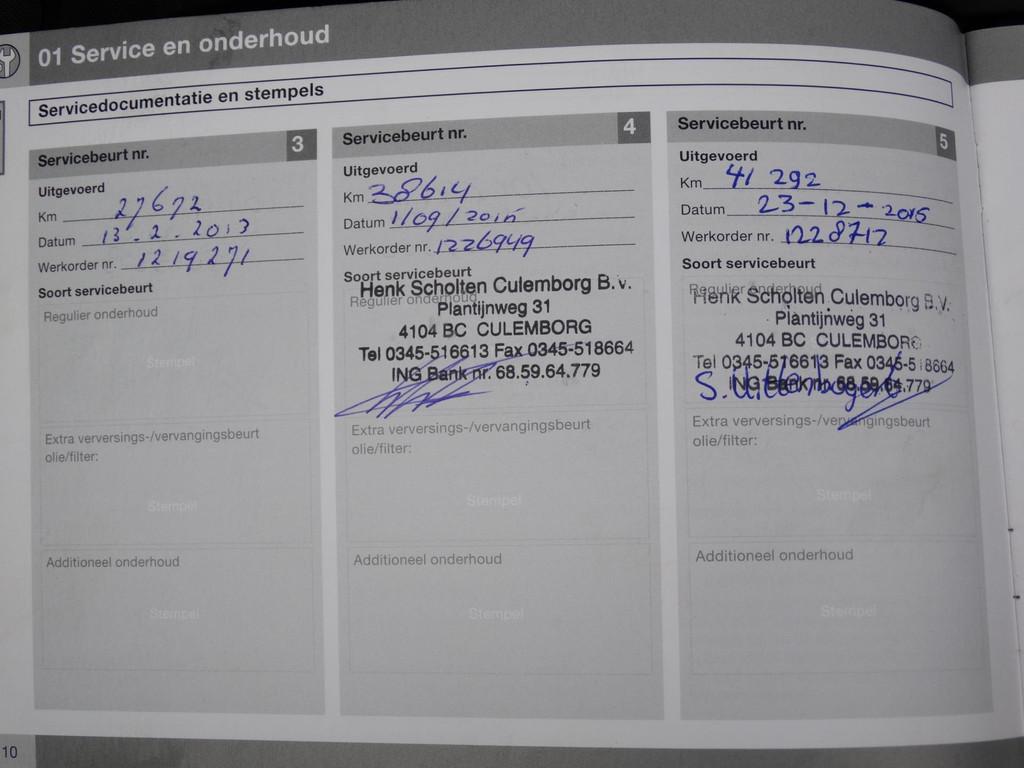 01 Service en onderhoud
Servicedocumentatie en stempels
Servicebeurt nr. 3
Uitgevoerd
Km 27672
Datum 13.2.2013
Werkorder nr. 1219271
Soort servicebeurt
Regulier onderhoud
Stempel
Extra verversings-/vervangingsbeurt
olie/filter:
Stempel
Additioneel onderhoud
Stempel
Servicebeurt nr. 4
Uitgevoerd
Km 38614
Datum 11/09/2015
Werkorder nr. 1226949
Soort servicebeurt
Regulier onderhoud
Henk Scholten Culemborg B.v.
Plantijnweg 31
4104 BC CULEMBORG
Tel 0345-516613 Fax 0345-518664
ING Bank nr. 68.59.64.779
Extra verversings-/vervangingsbeurt
olie/filter:
Stempel
Additioneel onderhoud
Stempel
Servicebeurt nr. 5
Uitgevoerd
Km 41 292
Datum 23-12-2015
Werkorder nr. 1228712
Soort servicebeurt
Regulier onderhoud
Henk Scholten Culemborg B.V.
Plantijnweg 31
4104 BC CULEMBORG
Tel 0345-516613 Fax 0345-518664
ING Bank nr. 68.59.64.779
Extra verversings-/vervangingsbeurt
olie/filter:
Stempel
Additioneel onderhoud
Stempel
10